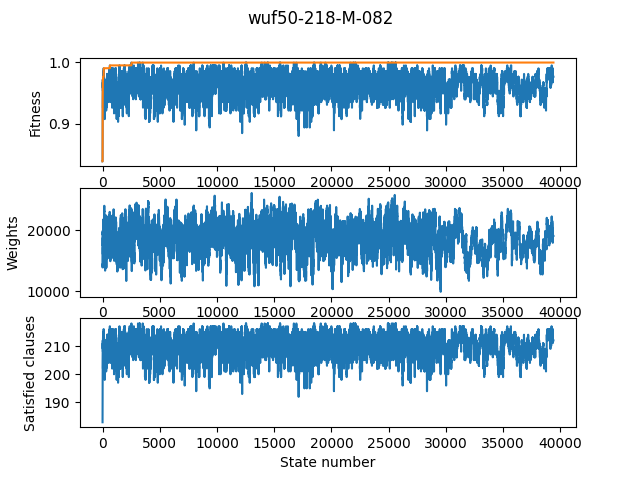 wuf50-218-M-082
1.0
0.9
Fitness
0 5000 10000 15000 20000 25000 30000 35000 40000
20000
10000
Weights
0 5000 10000 15000 20000 25000 30000 35000 40000
210
200
190
Satisfied clauses
0 5000 10000 15000 20000 25000 30000 35000 40000
State number